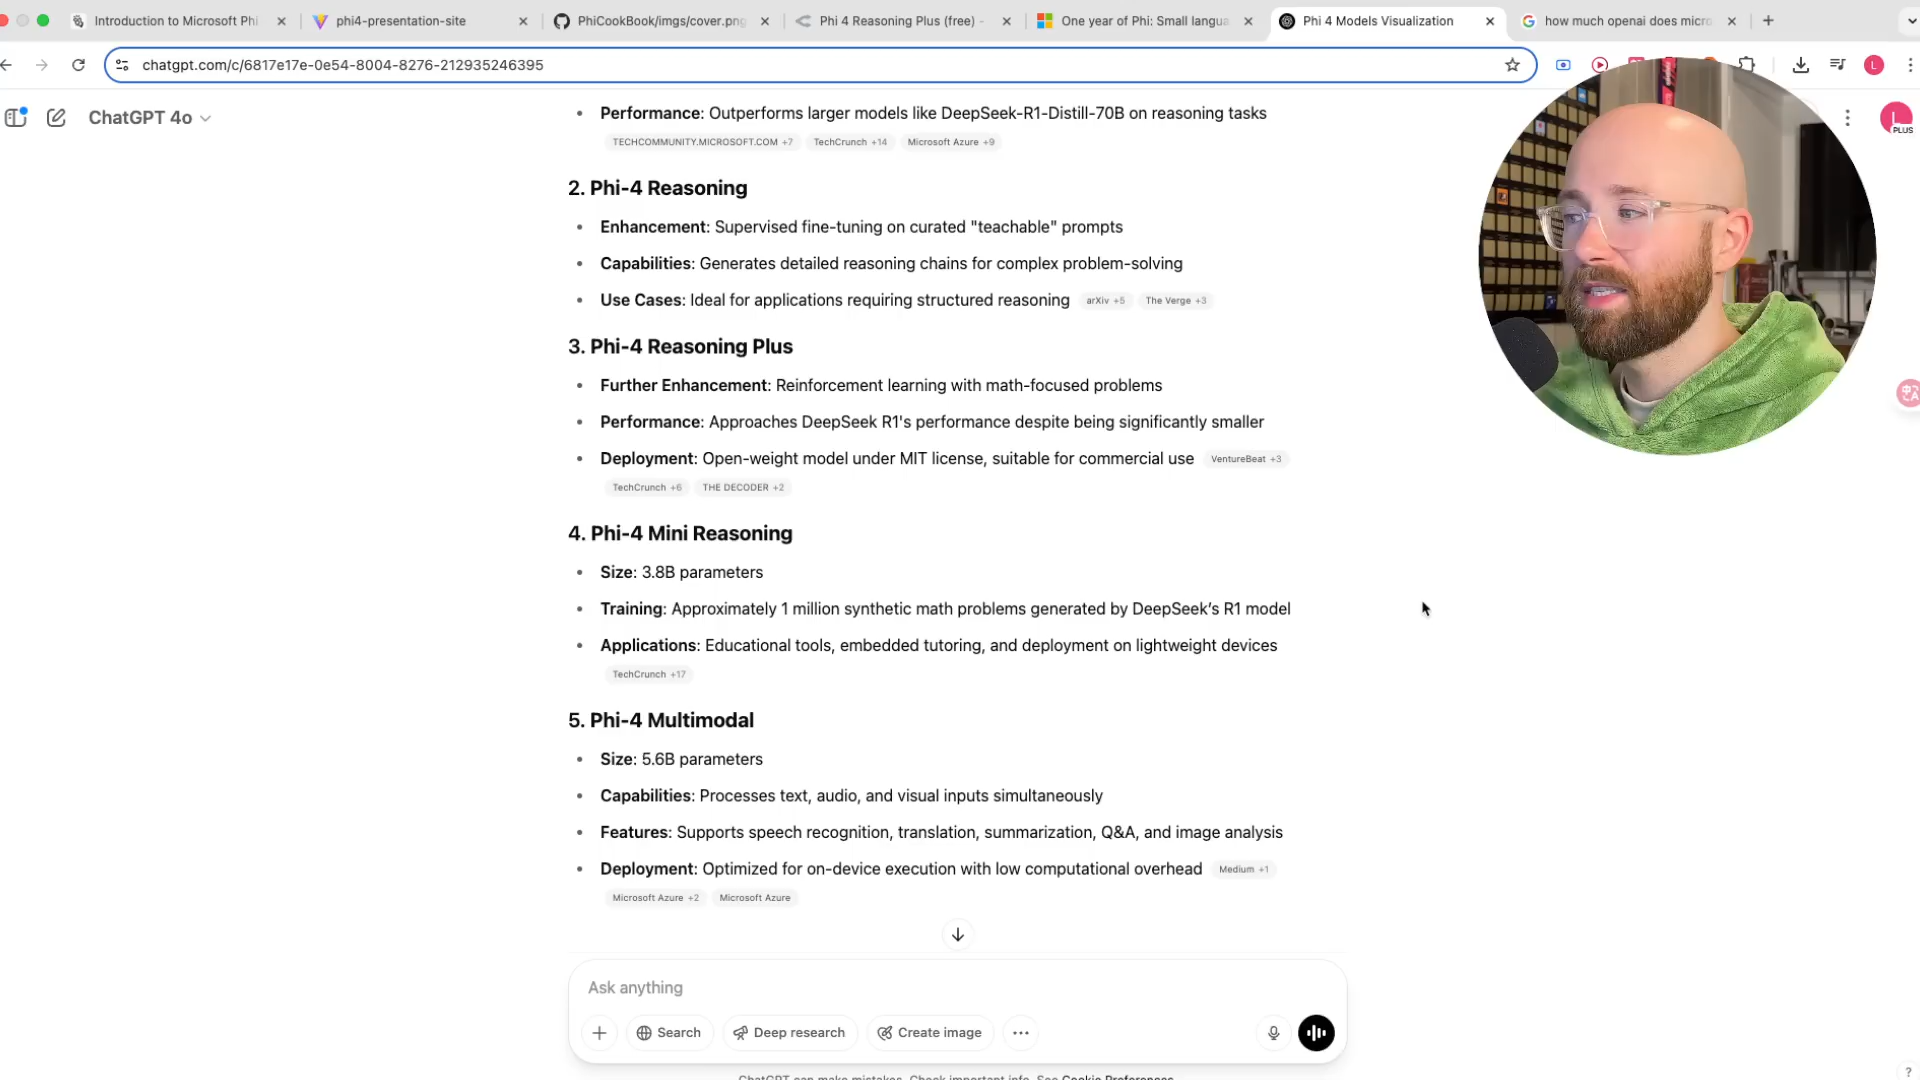 Introduction to Microsoft Phi
phi4-presentation-site
PhiCookBook/imgs/cover.png
Phi 4 Reasoning Plus (free) -
One year of Phi: Small langua
Phi 4 Models Visualization
how much openai does micro
chatgpt.com/c/6817e17e-0e54-8004-8276-212935246395
L
ChatGPT 4o
L
PLUS
• Performance: Outperforms larger models like DeepSeek-R1-Distill-70B on reasoning tasks
TECHCOMMUNITY.MICROSOFT.COM +7 TechCrunch +14 Microsoft Azure +9
2. Phi-4 Reasoning
• Enhancement: Supervised fine-tuning on curated "teachable" prompts
• Capabilities: Generates detailed reasoning chains for complex problem-solving
• Use Cases: Ideal for applications requiring structured reasoning arXiv +5 The Verge +3
3. Phi-4 Reasoning Plus
• Further Enhancement: Reinforcement learning with math-focused problems
• Performance: Approaches DeepSeek R1's performance despite being significantly smaller
• Deployment: Open-weight model under MIT license, suitable for commercial use VentureBeat +3
TechCrunch +6 THE DECODER +2
4. Phi-4 Mini Reasoning
• Size: 3.8B parameters
• Training: Approximately 1 million synthetic math problems generated by DeepSeek’s R1 model
• Applications: Educational tools, embedded tutoring, and deployment on lightweight devices
TechCrunch +17
5. Phi-4 Multimodal
• Size: 5.6B parameters
• Capabilities: Processes text, audio, and visual inputs simultaneously
• Features: Supports speech recognition, translation, summarization, Q&A, and image analysis
• Deployment: Optimized for on-device execution with low computational overhead Medium +1
Microsoft Azure +2 Microsoft Azure
Ask anything
Search Deep research Create image
ChatGPT can make mistakes. Check important info. See Cookie Preferences.
?